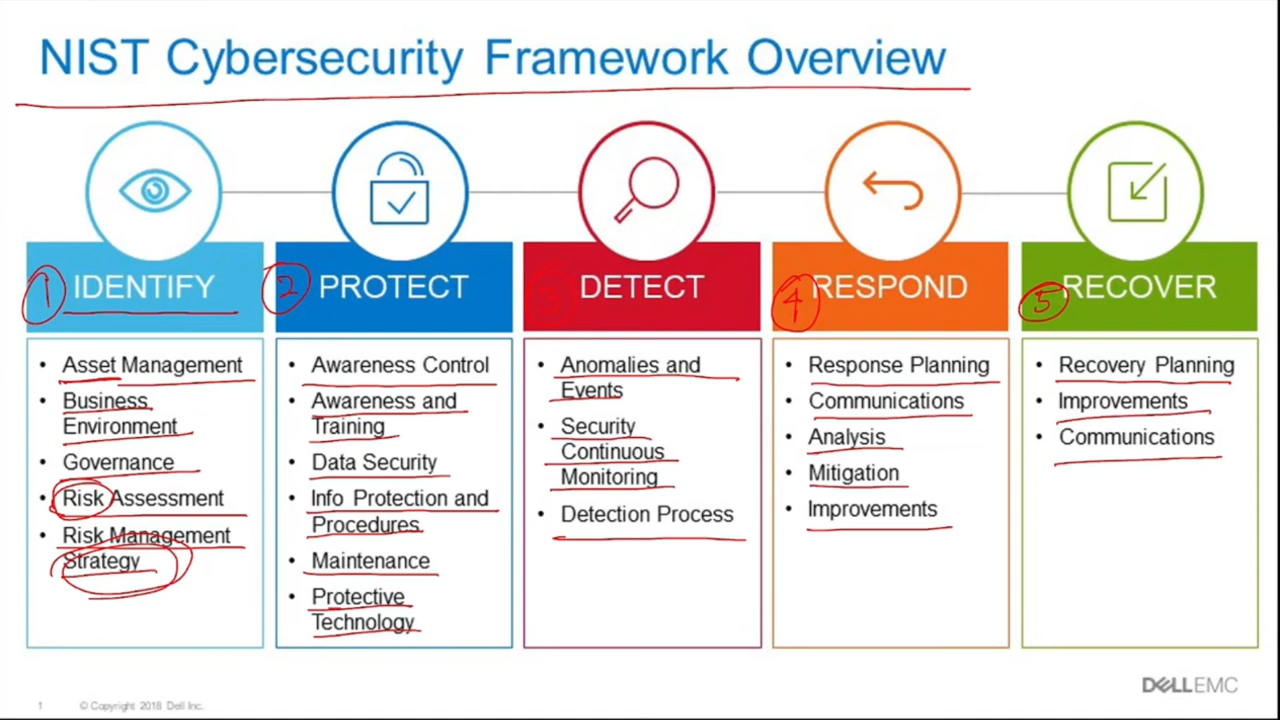 NIST Cybersecurity Framework Overview
1 IDENTIFY
• Asset Management
• Business
Environment
• Governance
• Risk Assessment
• Risk Management
Strategy
2 PROTECT
• Awareness Control
• Awareness and
Training
• Data Security
• Info Protection and
Procedures
• Maintenance
• Protective
Technology
3 DETECT
• Anomalies and
Events
• Security
Continuous
Monitoring
• Detection Process
4 RESPOND
• Response Planning
• Communications
• Analysis
• Mitigation
• Improvements
5 RECOVER
• Recovery Planning
• Improvements
• Communications
1 © Copyright 2018 Dell Inc.
DELLEMC